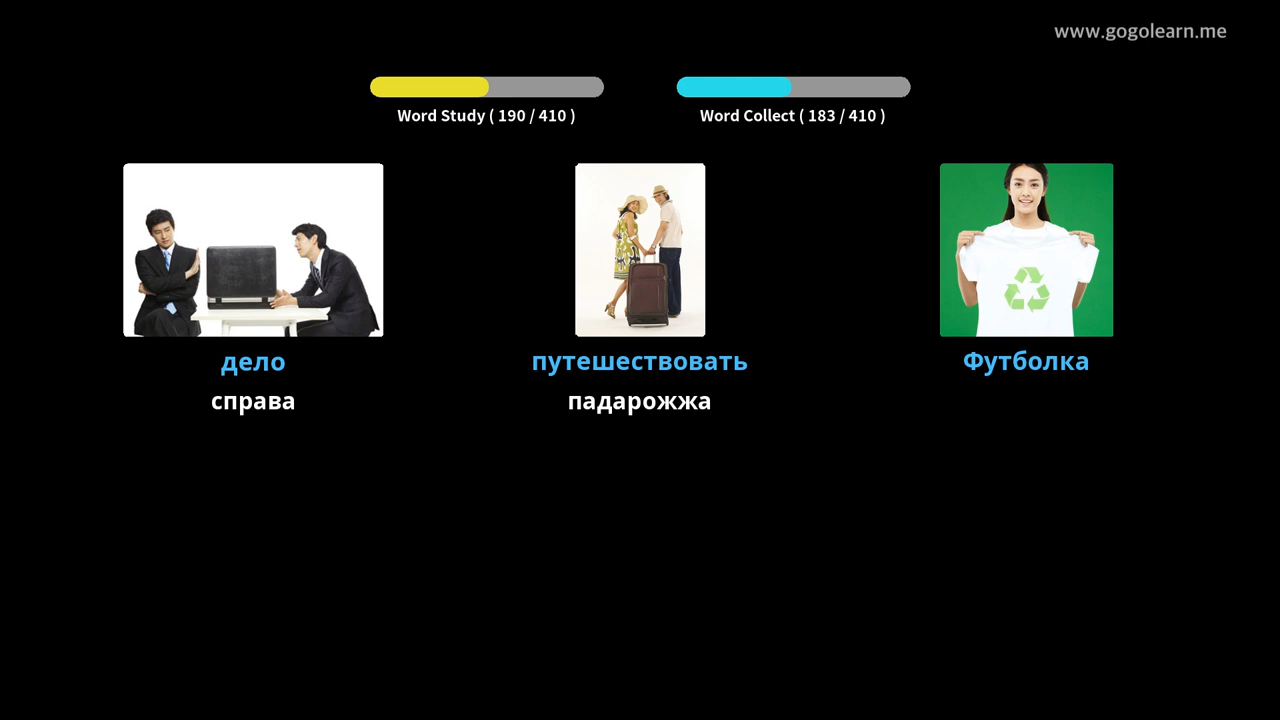 www.gogolearn.me
Word Study ( 190 / 410 )
Word Collect ( 183 / 410 )
дело
путешествовать
Футболка
справа
падарожжа